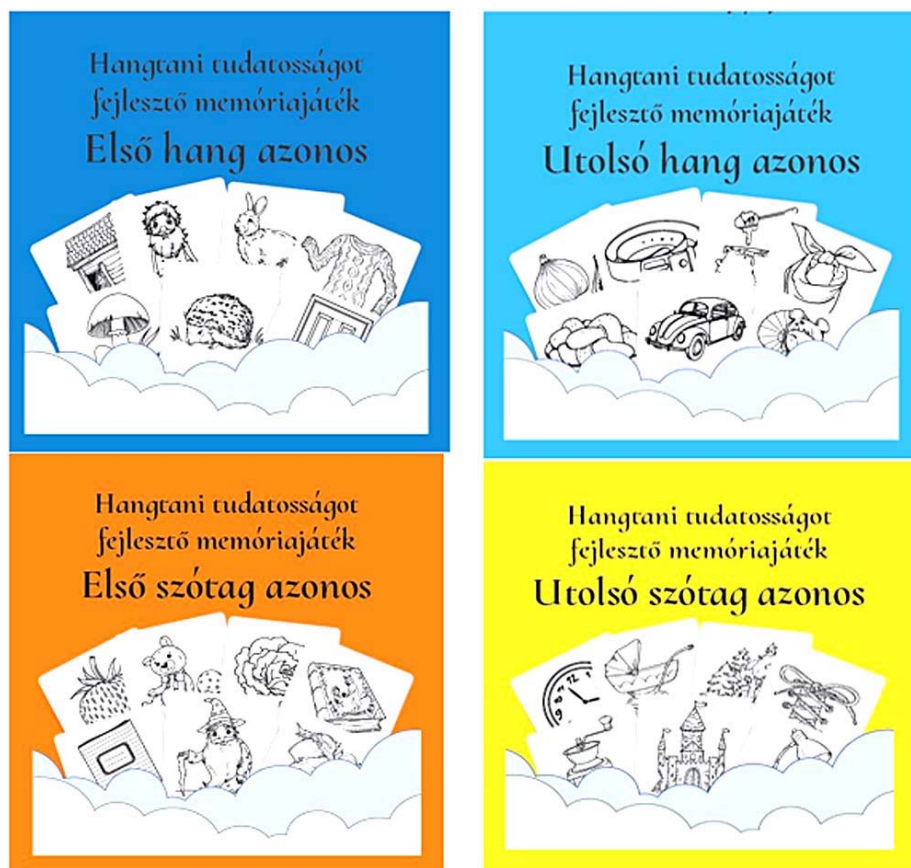 Hangtani tudatosságot
fejlesztő memóriajáték
Első hang azonos
Hangtani tudatosságot
fejlesztő memóriajáték
Utolsó hang azonos
Hangtani tudatosságot
fejlesztő memóriajáték
Első szótag azonos
Hangtani tudatosságot
fejlesztő memóriajáték
Utolsó szótag azonos